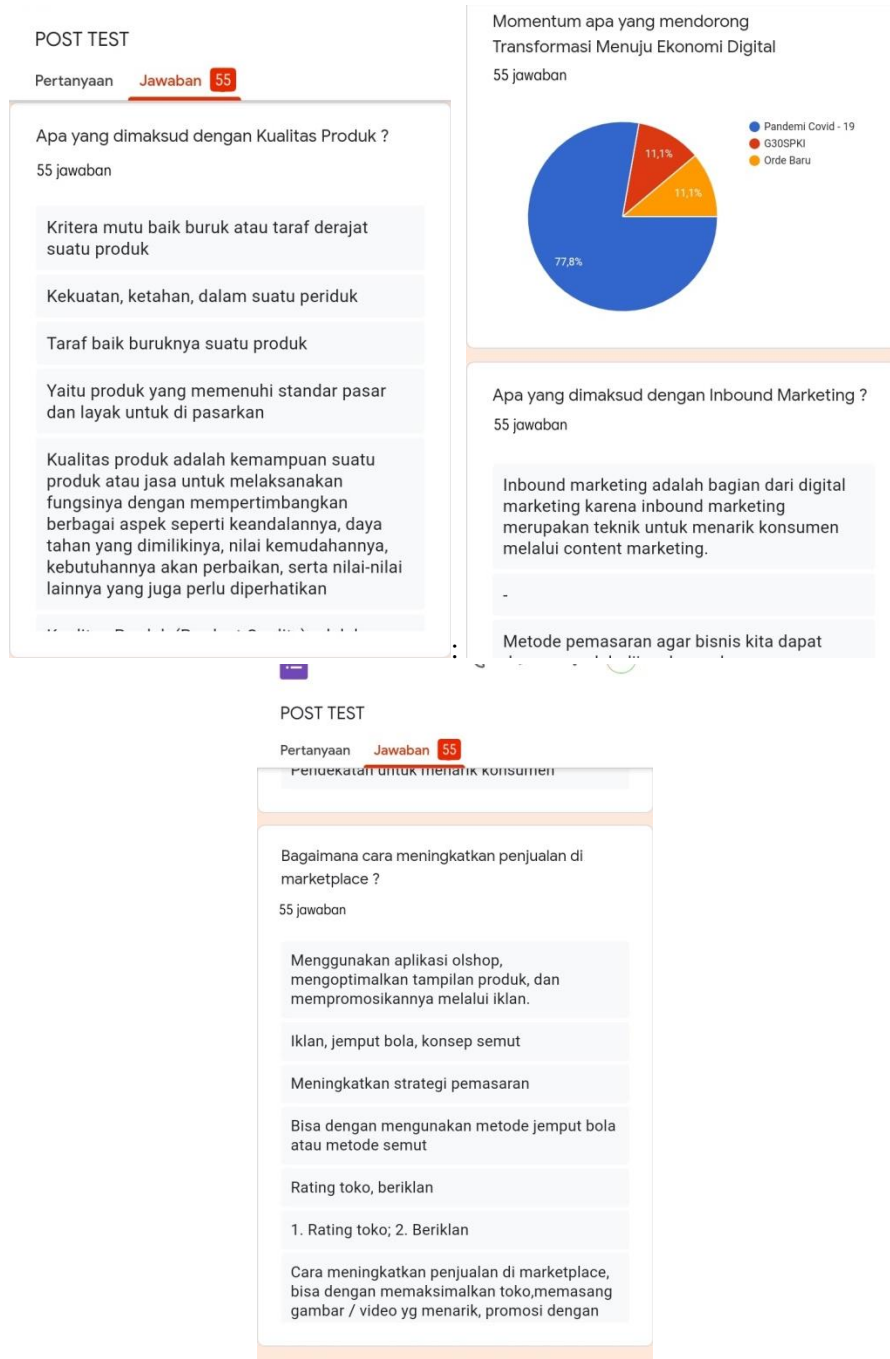 POST TEST
Pertanyaan Jawaban 55
Apa yang dimaksud dengan Kualitas Produk ?
55 jawaban
Kritera mutu baik buruk atau taraf derajat
suatu produk
Kekuatan, ketahan, dalam suatu periduk
Taraf baik buruknya suatu produk
Yaitu produk yang memenuhi standar pasar
dan layak untuk di pasarkan
Kualitas produk adalah kemampuan suatu
produk atau jasa untuk melaksanakan
fungsinya dengan mempertimbangkan
berbagai aspek seperti keandalannya, daya
tahan yang dimilikinya, nilai kemudahannya,
kebutuhannya akan perbaikan, serta nilai-nilai
lainnya yang juga perlu diperhatikan
Momentum apa yang mendorong
Transformasi Menuju Ekonomi Digital
55 jawaban
Pandemi Covid - 19
G30SPKI
Orde Baru
11,1%
11,1%
77,8%
Apa yang dimaksud dengan Inbound Marketing ?
55 jawaban
Inbound marketing adalah bagian dari digital
marketing karena inbound marketing
merupakan teknik untuk menarik konsumen
melalui content marketing.
-
Metode pemasaran agar bisnis kita dapat
:
POST TEST
Pertanyaan Jawaban 55
Pendekatan untuk menarik konsumen
Bagaimana cara meningkatkan penjualan di
marketplace ?
55 jawaban
Menggunakan aplikasi olshop,
mengoptimalkan tampilan produk, dan
mempromosikannya melalui iklan.
Iklan, jemput bola, konsep semut
Meningkatkan strategi pemasaran
Bisa dengan mengunakan metode jemput bola
atau metode semut
Rating toko, beriklan
1. Rating toko; 2. Beriklan
Cara meningkatkan penjualan di marketplace,
bisa dengan memaksimalkan toko,memasang
gambar / video yg menarik, promosi dengan